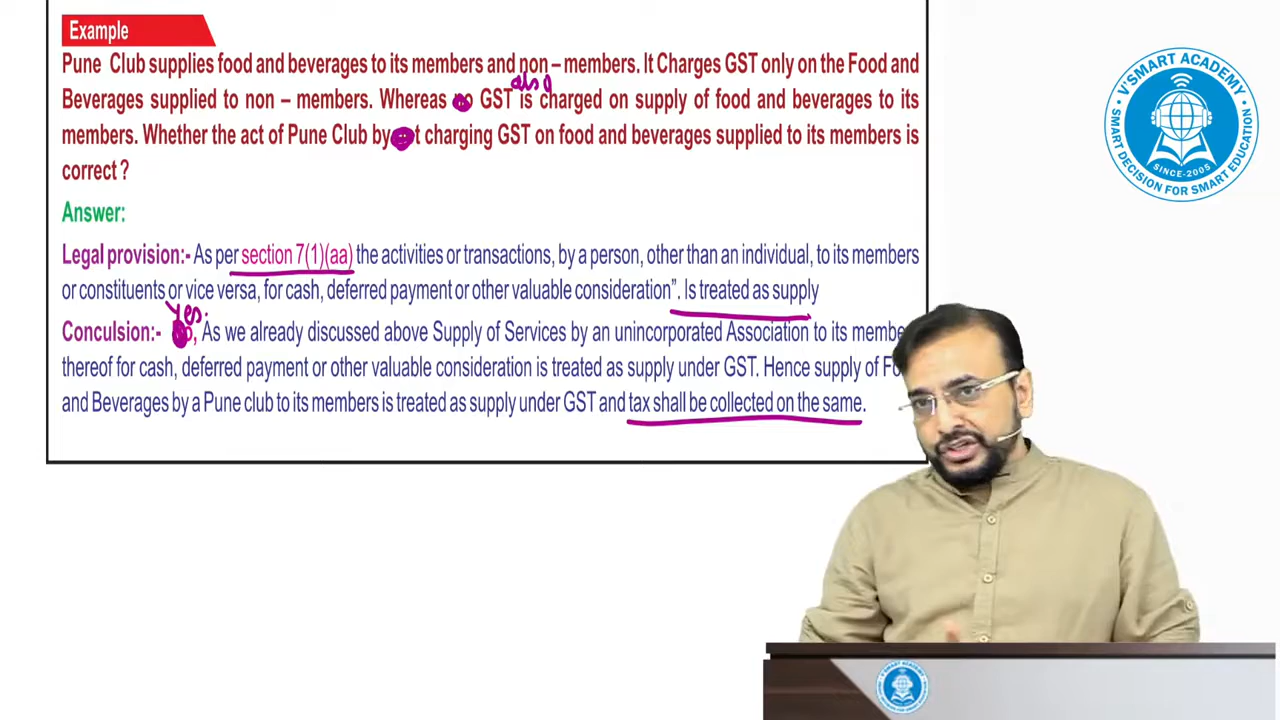 Example
Pune Club supplies food and beverages to its members and non – members. It Charges GST only on the Food and
also
Beverages supplied to non – members. Whereas GST is charged on supply of food and beverages to its
members. Whether the act of Pune Club by charging GST on food and beverages supplied to its members is
correct ?
Answer:
Legal provision:- As per section 7(1)(aa) the activities or transactions, by a person, other than an individual, to its members
or constituents or vice versa, for cash, deferred payment or other valuable consideration". Is treated as supply
Yes.
Conculsion:- As we already discussed above Supply of Services by an unincorporated Association to its
thereof for cash, deferred payment or other valuable consideration is treated as supply under GST. Hence supply of
and Beverages by a Pune club to its members is treated as supply under GST and tax shall be collected on the same.
V'SMART ACADEMY
SINCE-2005
SMART DECISION FOR SMART EDUCATION